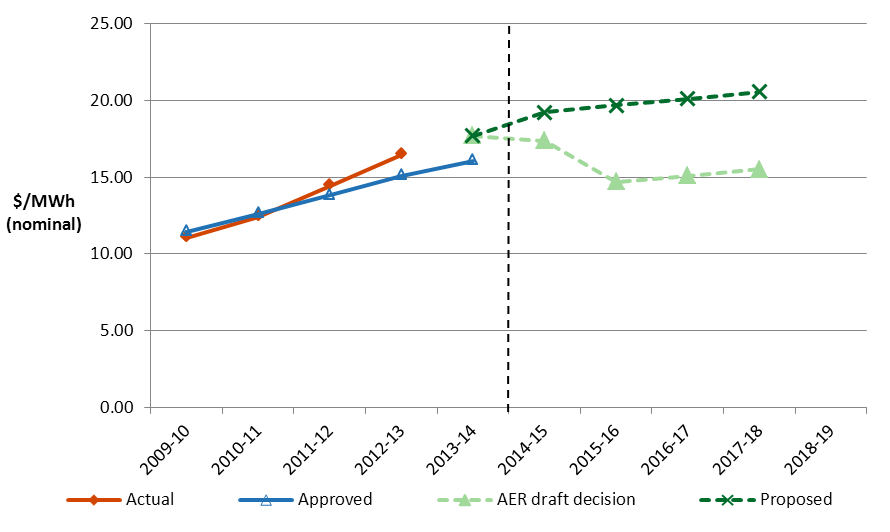 25.00
20.00
15.00
10.00
5.00
0.00
$/MWh
(nominal)
2009-10
2010-11
2011-12
2012-13
2013-14
2014-15
2015-16
2016-17
2017-18
2018-19
Actual
Approved
AER draft decision
Proposed